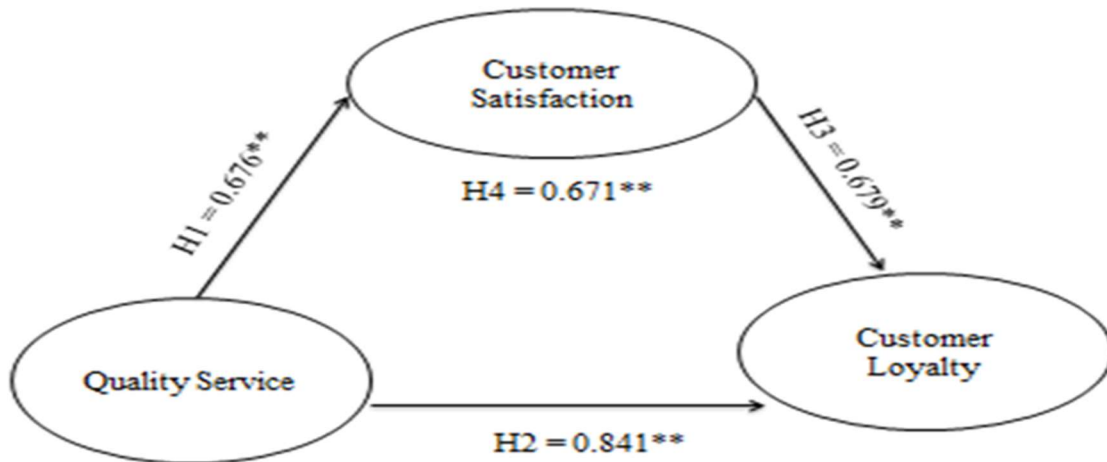 Customer
Satisfaction
H1 = 0.676**
H3 = 0.679**
H4 = 0.671**
Quality Service
Customer
Loyalty
H2 = 0.841**